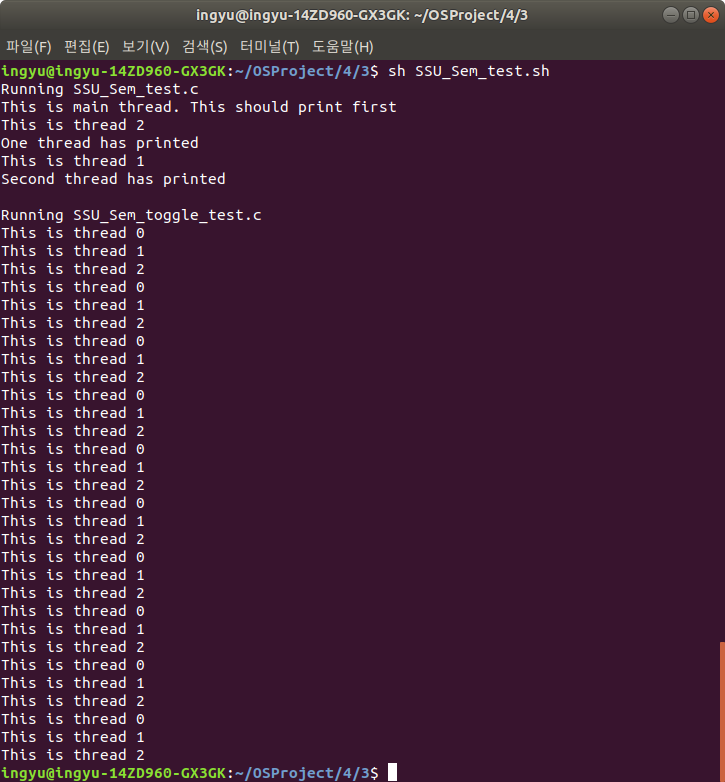 ingyu@ingyu-14ZD960-GX3GK: ~/OSProject/4/3
파일(F) 편집(E) 보기(V) 검색(S) 터미널(T) 도움말(H)
ingyu@ingyu-14ZD960-GX3GK:~/OSProject/4/3$ sh SSU_Sem_test.sh
Running SSU_Sem_test.c
This is main thread. This should print first
This is thread 2
One thread has printed
This is thread 1
Second thread has printed
Running SSU_Sem_toggle_test.c
This is thread 0
This is thread 1
This is thread 2
This is thread 0
This is thread 1
This is thread 2
This is thread 0
This is thread 1
This is thread 2
This is thread 0
This is thread 1
This is thread 2
This is thread 0
This is thread 1
This is thread 2
This is thread 0
This is thread 1
This is thread 2
This is thread 0
This is thread 1
This is thread 2
This is thread 0
This is thread 1
This is thread 2
This is thread 0
This is thread 1
This is thread 2
This is thread 0
This is thread 1
This is thread 2
ingyu@ingyu-14ZD960-GX3GK:~/OSProject/4/3$